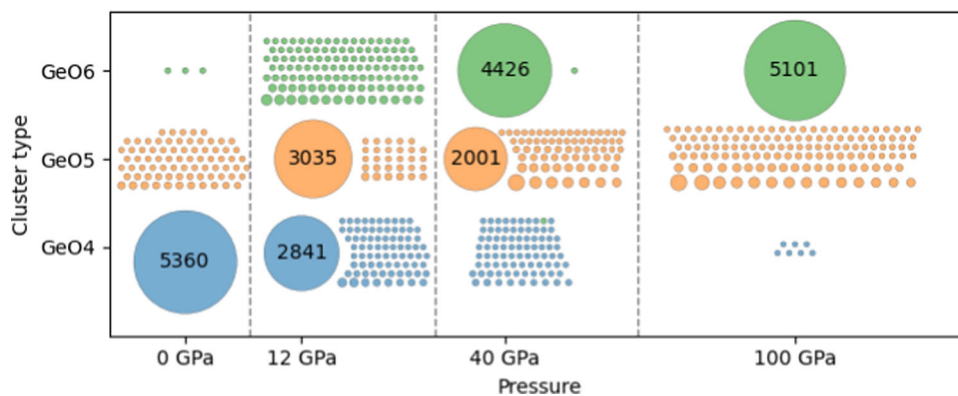 GeO6
4426
5101
GeO5
3035
2001
GeO4
5360
2841
Cluster type
0 GPa
12 GPa
40 GPa
100 GPa
Pressure